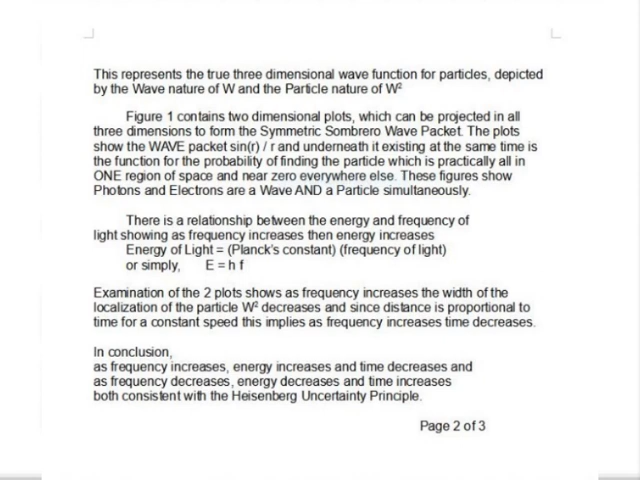 This represents the true three dimensional wave function for particles, depicted
by the Wave nature of W and the Particle nature of W²
Figure 1 contains two dimensional plots, which can be projected in all
three dimensions to form the Symmetric Sombrero Wave Packet. The plots
show the WAVE packet sin(r) / r and underneath it existing at the same time is
the function for the probability of finding the particle which is practically all in
ONE region of space and near zero everywhere else. These figures show
Photons and Electrons are a Wave AND a Particle simultaneously.
There is a relationship between the energy and frequency of
light showing as frequency increases then energy increases
Energy of Light = (Planck's constant) (frequency of light)
or simply, E = h f
Examination of the 2 plots shows as frequency increases the width of the
localization of the particle W² decreases and since distance is proportional to
time for a constant speed this implies as frequency increases time decreases.
In conclusion,
as frequency increases, energy increases and time decreases and
as frequency decreases, energy decreases and time increases
both consistent with the Heisenberg Uncertainty Principle.
Page 2 of 3